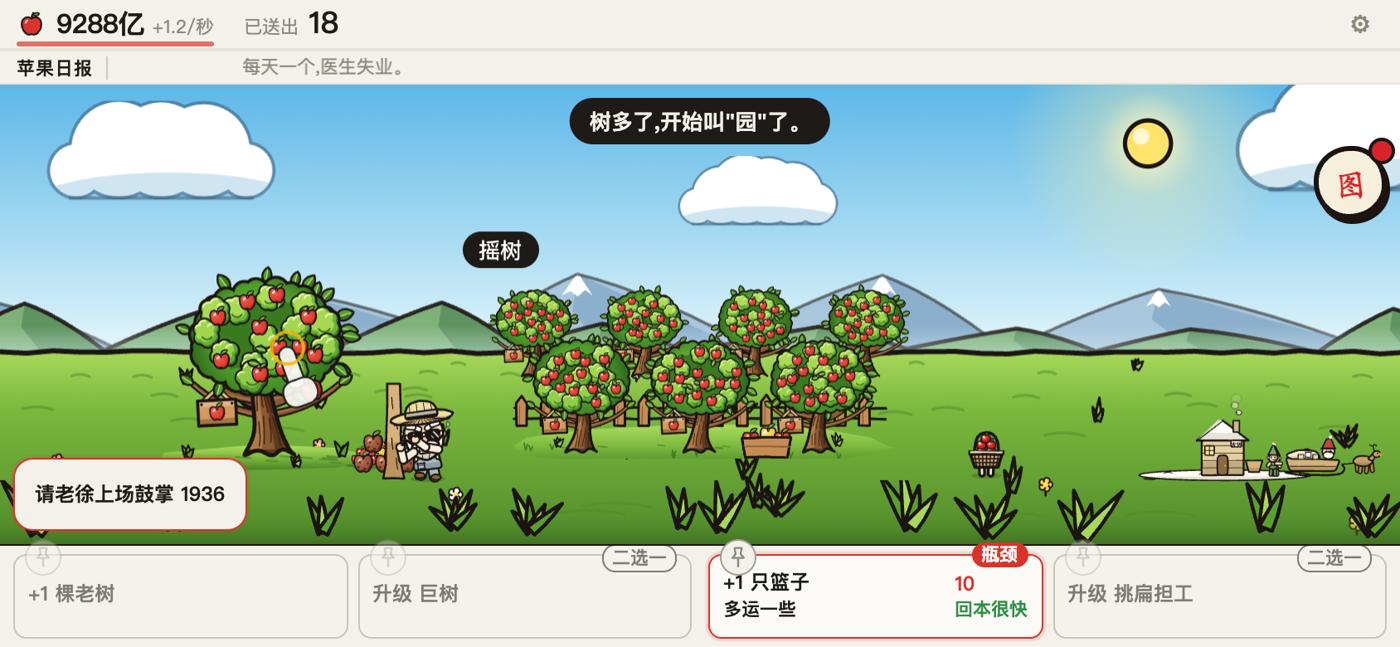 9288亿 +1.2/秒 已送出 18
苹果日报 每天一个,医生失业。
树多了,开始叫"园"了。
图
摇树
请老徐上场鼓掌 1936
二选一 瓶颈 二选一
+1 棵老树
升级 巨树
+1 只篮子 10
多运一些 回本很快
升级 挑扁担工